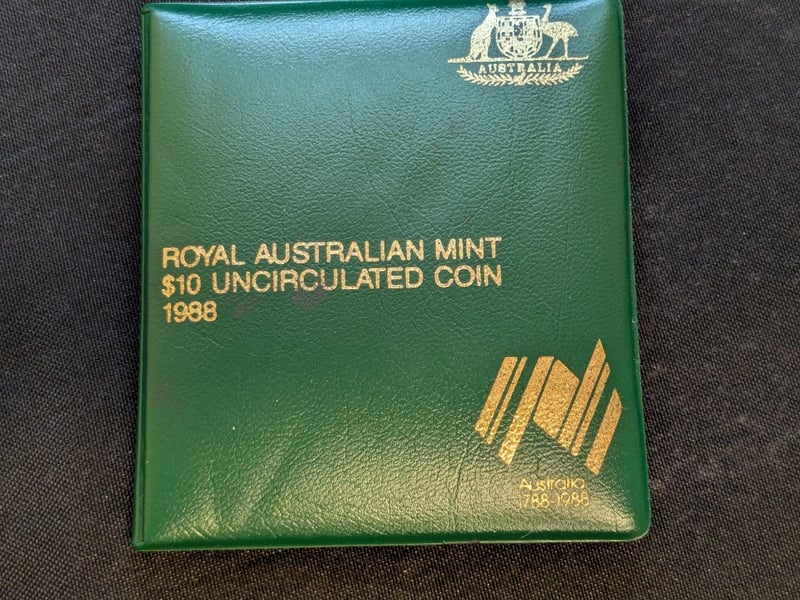 AUSTRALIA
ROYAL AUSTRALIAN MINT
$10 UNCIRCULATED COIN
1988
Australia
1788-1988